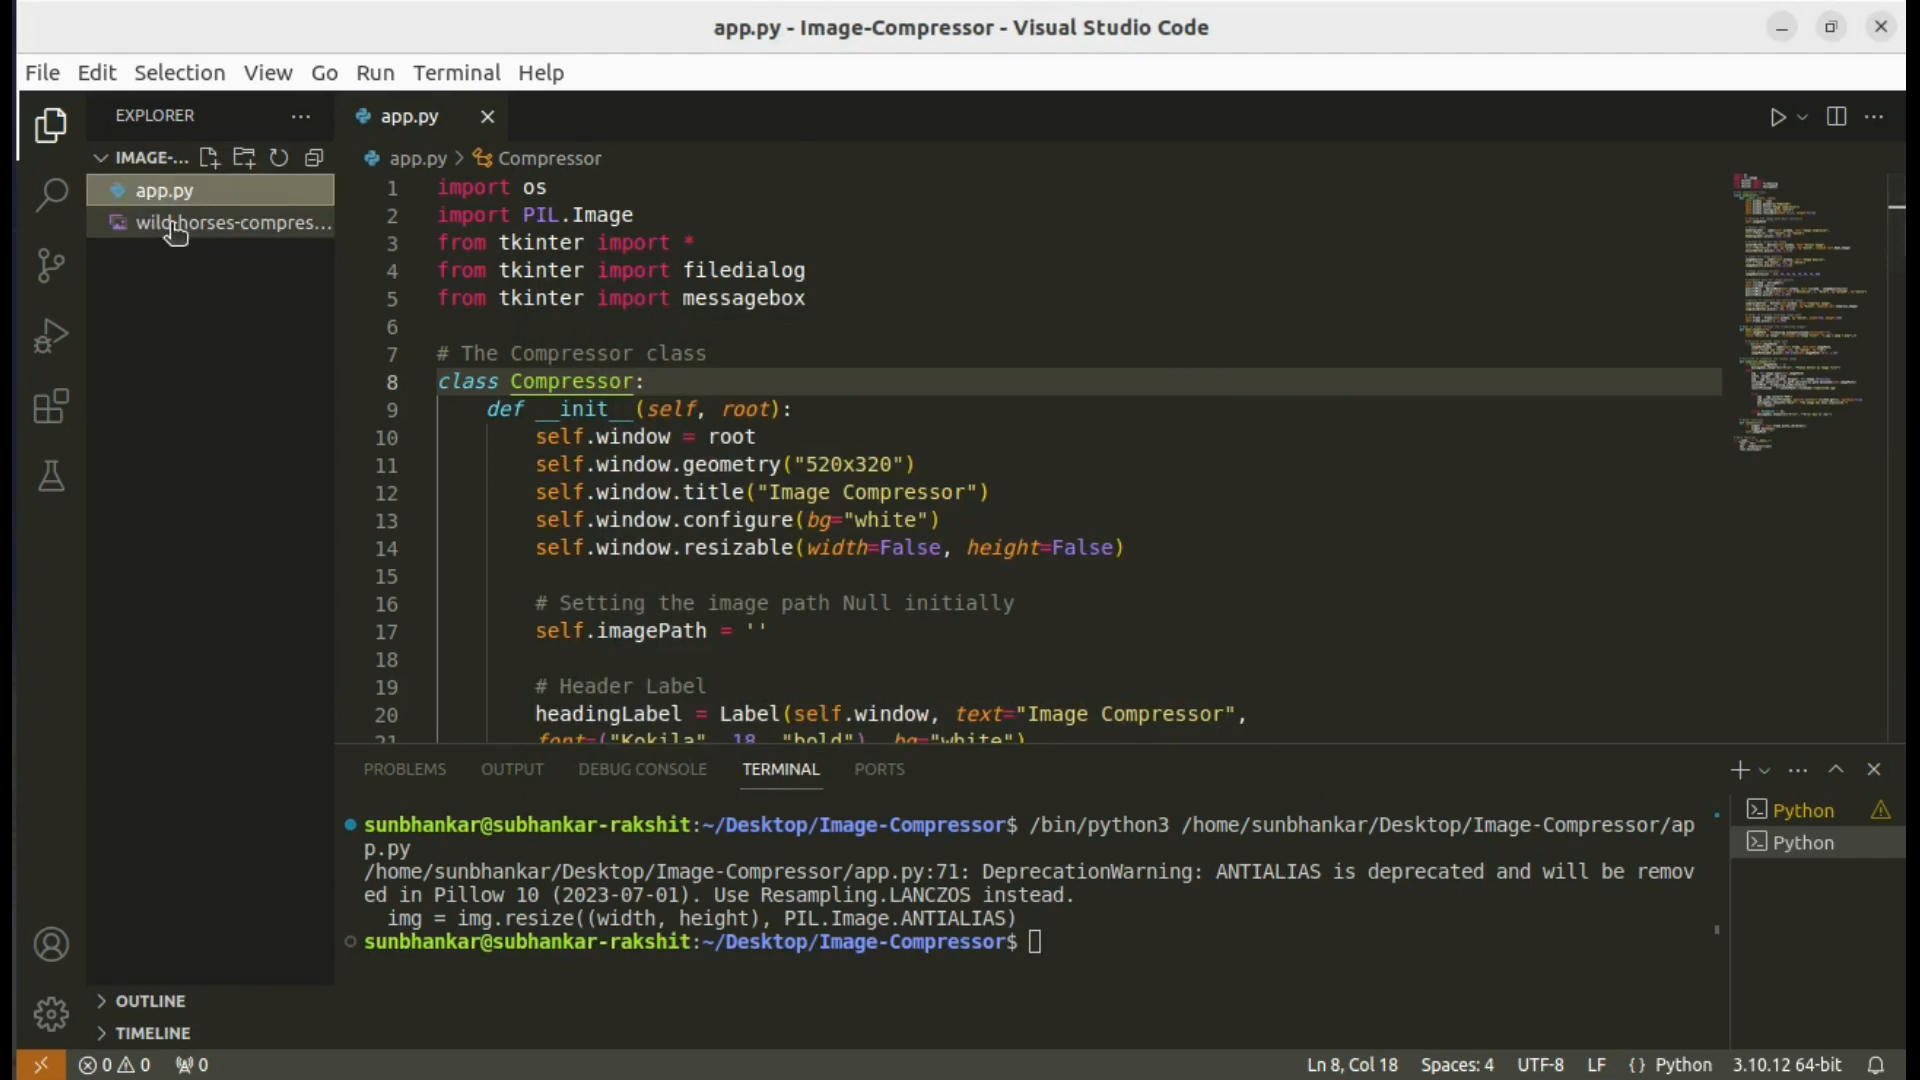 app.py - Image-Compressor - Visual Studio Code
File Edit Selection View Go Run Terminal Help
EXPLORER
IMAGE-...
app.py
wild-horses-compres...
app.py
app.py > Compressor
1 import os
2 import PIL.Image
3 from tkinter import *
4 from tkinter import filedialog
5 from tkinter import messagebox
6
7 # The Compressor class
8 class Compressor:
9 def __init__(self, root):
10 self.window = root
11 self.window.geometry("520x320")
12 self.window.title("Image Compressor")
13 self.window.configure(bg="white")
14 self.window.resizable(width=False, height=False)
15
16 # Setting the image path Null initially
17 self.imagePath = ''
18
19 # Header Label
20 headingLabel = Label(self.window, text="Image Compressor",
21 font=("Kokila", 18, "bold"), bg="white")
PROBLEMS OUTPUT DEBUG CONSOLE TERMINAL PORTS
sunbhankar@subhankar-rakshit:~/Desktop/Image-Compressor$ /bin/python3 /home/sunbhankar/Desktop/Image-Compressor/ap
p.py
/home/sunbhankar/Desktop/Image-Compressor/app.py:71: DeprecationWarning: ANTIALIAS is deprecated and will be remov
ed in Pillow 10 (2023-07-01). Use Resampling.LANCZOS instead.
img = img.resize((width, height), PIL.Image.ANTIALIAS)
sunbhankar@subhankar-rakshit:~/Desktop/Image-Compressor$
Python
Python
OUTLINE
TIMELINE
0 0 0 Ln 8, Col 18 Spaces: 4 UTF-8 LF {} Python 3.10.12 64-bit